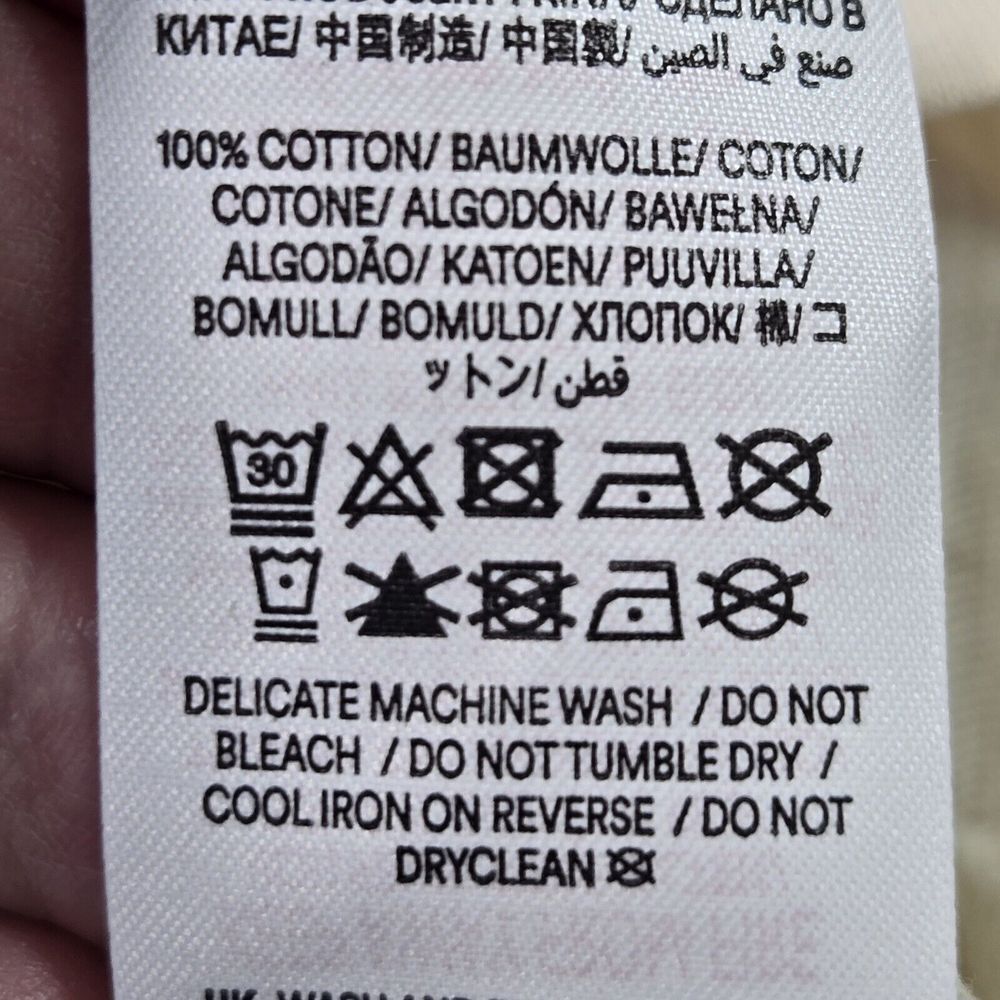 СДЕЛАНО В
КИТАЕ/ 中国制造/ 中国製/ صنع في الصين
100% COTTON/ BAUMWOLLE/ COTON/
COTONE/ ALGODÓN/ BAWEŁNA/
ALGODÃO/ KATOEN/ PUUVILLA/
BOMULL/ BOMULD/ ХЛОПОК/ 棉/ コ
ットン/ قطن
30
DELICATE MACHINE WASH / DO NOT
BLEACH / DO NOT TUMBLE DRY /
COOL IRON ON REVERSE / DO NOT
DRYCLEAN